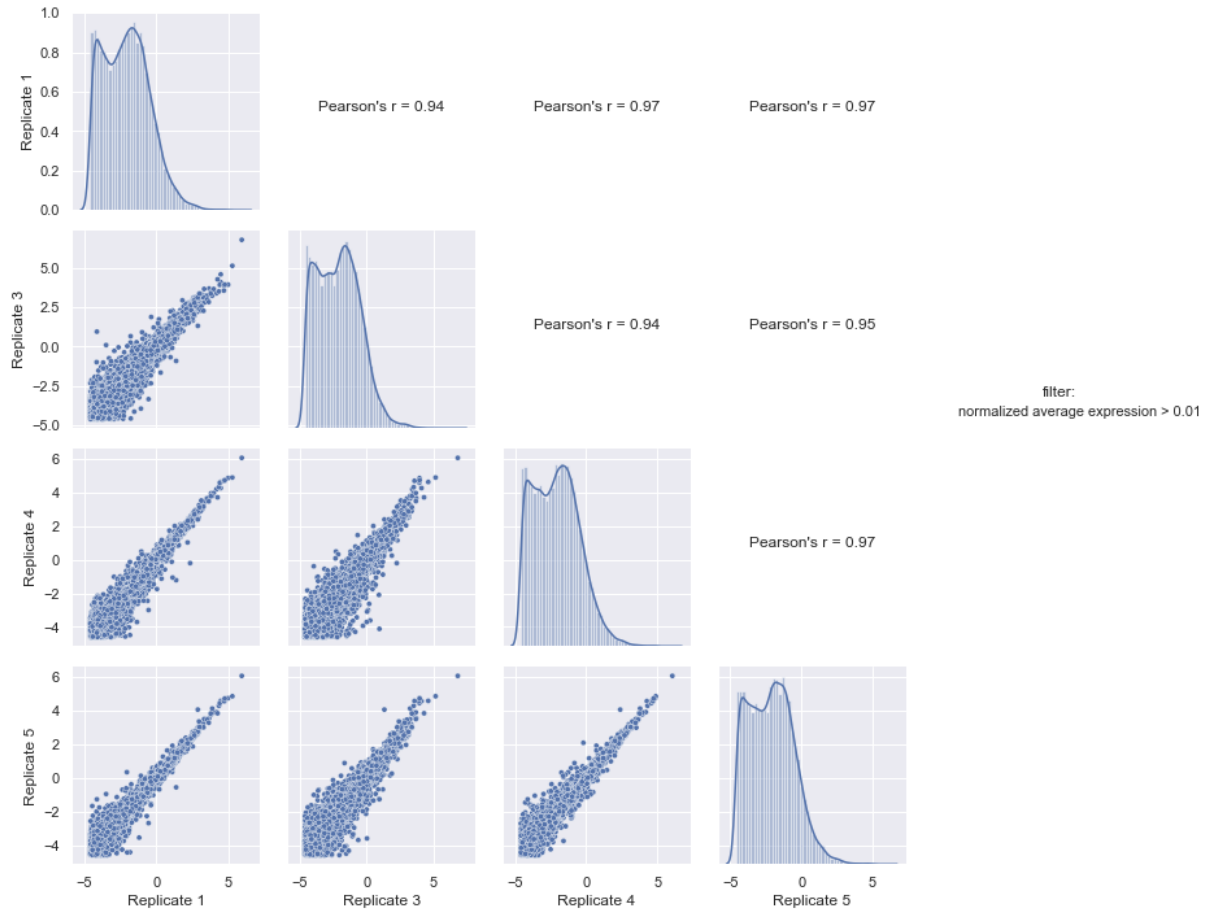 1.0
0.8
0.6
0.4
0.2
0.0
Replicate 1
Pearson's r = 0.94
Pearson's r = 0.97
Pearson's r = 0.97
5.0
2.5
0.0
−2.5
−5.0
Replicate 3
Pearson's r = 0.94
Pearson's r = 0.95
filter:
normalized average expression > 0.01
6
4
2
0
−2
−4
Replicate 4
Pearson's r = 0.97
6
4
2
0
−2
−4
Replicate 5
−5 0 5
Replicate 1
−5 0 5
Replicate 3
−5 0 5
Replicate 4
−5 0 5
Replicate 5